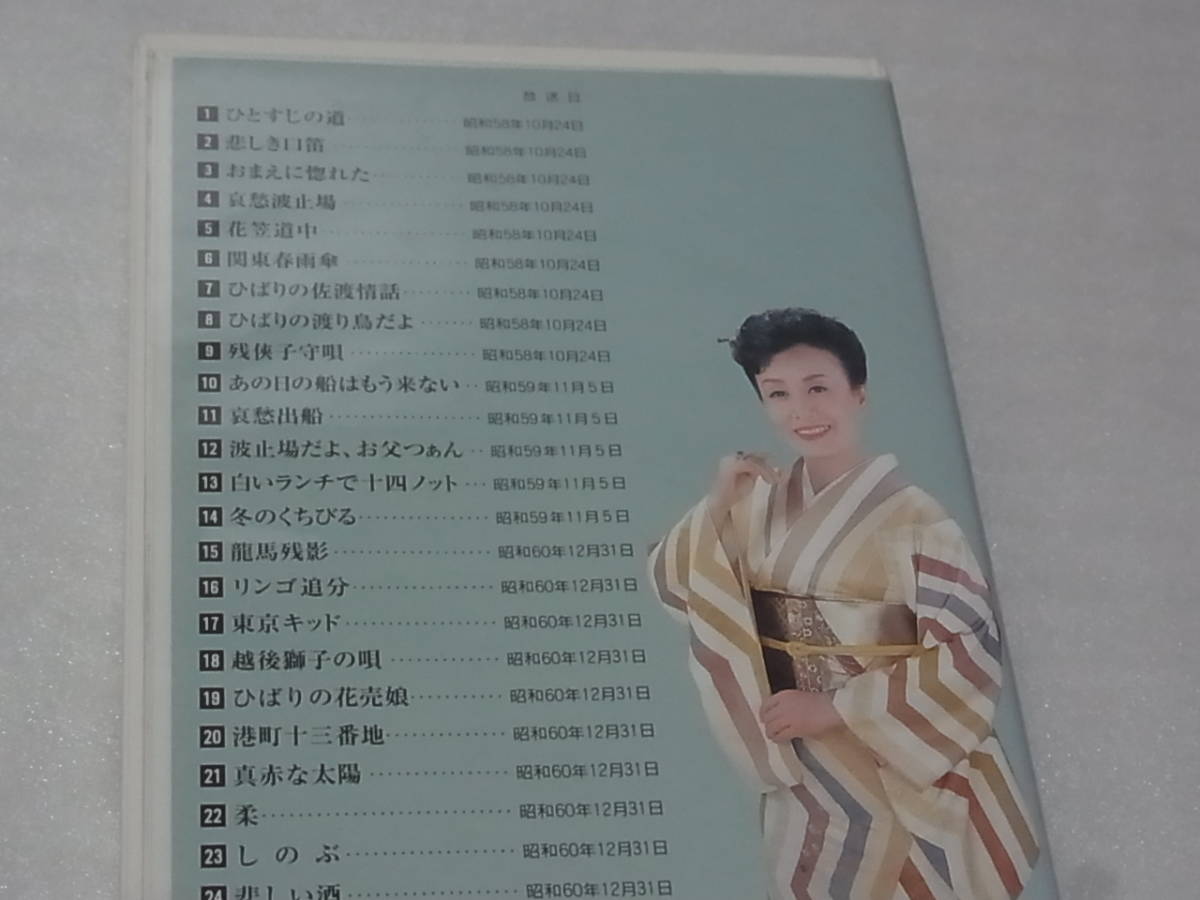 放送日
1 ひとすじの道 ‥‥‥‥‥ 昭和58年10月24日
2 悲しき口笛 ‥‥‥‥‥ 昭和58年10月24日
3 おまえに惚れた ‥‥‥‥‥ 昭和58年10月24日
4 哀愁波止場 ‥‥‥‥‥ 昭和58年10月24日
5 花笠道中 ‥‥‥‥‥ 昭和58年10月24日
6 関東春雨傘 ‥‥‥‥‥ 昭和58年10月24日
7 ひばりの佐渡情話 ‥‥‥‥ 昭和58年10月24日
8 ひばりの渡り鳥だよ ‥‥‥ 昭和58年10月24日
9 残侠子守唄 ‥‥‥‥‥ 昭和58年10月24日
10 あの日の船はもう来ない ‥ 昭和59年11月5日
11 哀愁出船 ‥‥‥‥‥ 昭和59年11月5日
12 波止場だよ、お父つぁん ‥ 昭和59年11月5日
13 白いランチで十四ノット ‥ 昭和59年11月5日
14 冬のくちびる ‥‥‥‥‥ 昭和59年11月5日
15 龍馬残影 ‥‥‥‥‥ 昭和60年12月31日
16 リンゴ追分 ‥‥‥‥‥ 昭和60年12月31日
17 東京キッド ‥‥‥‥‥ 昭和60年12月31日
18 越後獅子の唄 ‥‥‥‥‥ 昭和60年12月31日
19 ひばりの花売娘 ‥‥‥‥ 昭和60年12月31日
20 港町十三番地 ‥‥‥‥‥ 昭和60年12月31日
21 真赤な太陽 ‥‥‥‥‥ 昭和60年12月31日
22 柔 ‥‥‥‥‥‥‥‥ 昭和60年12月31日
23 しのぶ ‥‥‥‥‥‥ 昭和60年12月31日
24 悲しい酒 ‥‥‥‥‥‥ 昭和60年12月31日